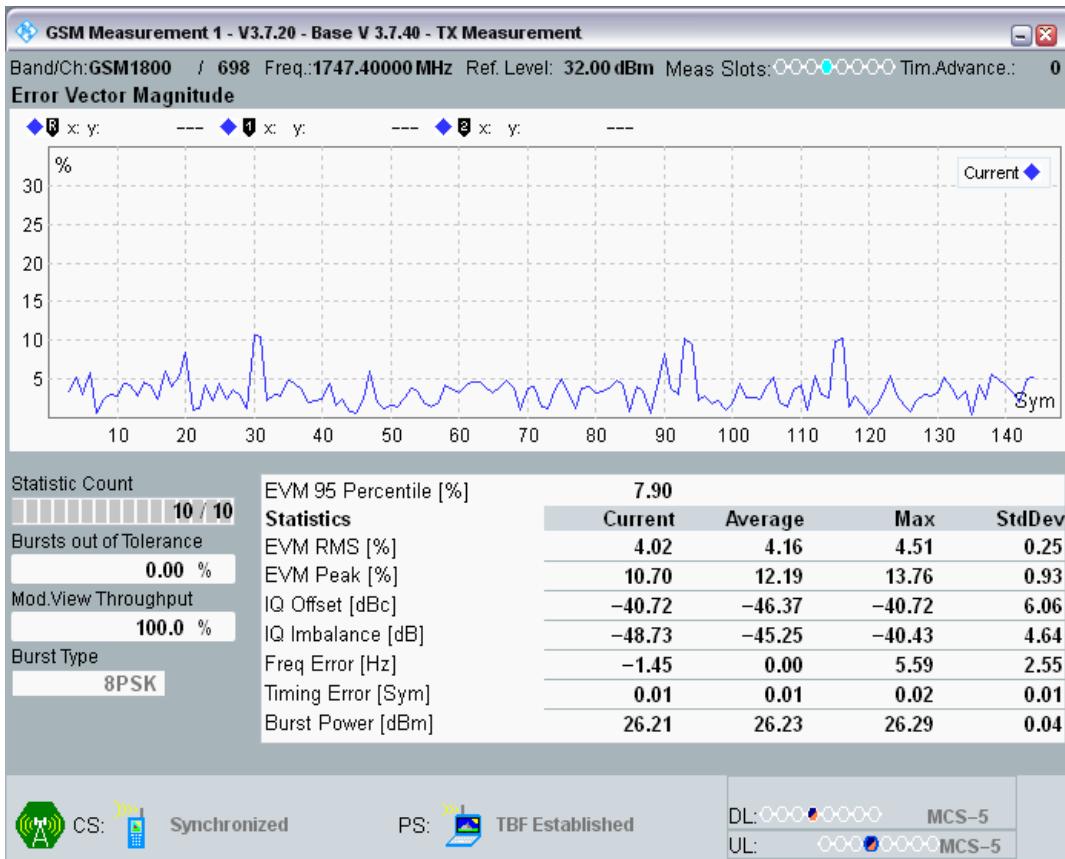 GSM Measurement 1 - V3.7.20 - Base V 3.7.40 - TX Measurement
Band/Ch:GSM1800 / 698 Freq.:1747.40000 MHz Ref. Level: 32.00 dBm Meas Slots: Tim.Advance.: 0
Error Vector Magnitude
R x: y: --- 1 x: y: --- 2 x: y: ---
%
Current
30
25
20
15
10
5
Sym
10 20 30 40 50 60 70 80 90 100 110 120 130 140
Statistic Count
10 / 10
Bursts out of Tolerance
0.00 %
Mod.View Throughput
100.0 %
Burst Type
8PSK
EVM 95 Percentile [%] 7.90
Statistics Current Average Max StdDev
EVM RMS [%] 4.02 4.16 4.51 0.25
EVM Peak [%] 10.70 12.19 13.76 0.93
IQ Offset [dBc] −40.72 −46.37 −40.72 6.06
IQ Imbalance [dB] −48.73 −45.25 −40.43 4.64
Freq Error [Hz] −1.45 0.00 5.59 2.55
Timing Error [Sym] 0.01 0.01 0.02 0.01
Burst Power [dBm] 26.21 26.23 26.29 0.04
CS: Synchronized PS: TBF Established
DL: MCS−5
UL: MCS−5